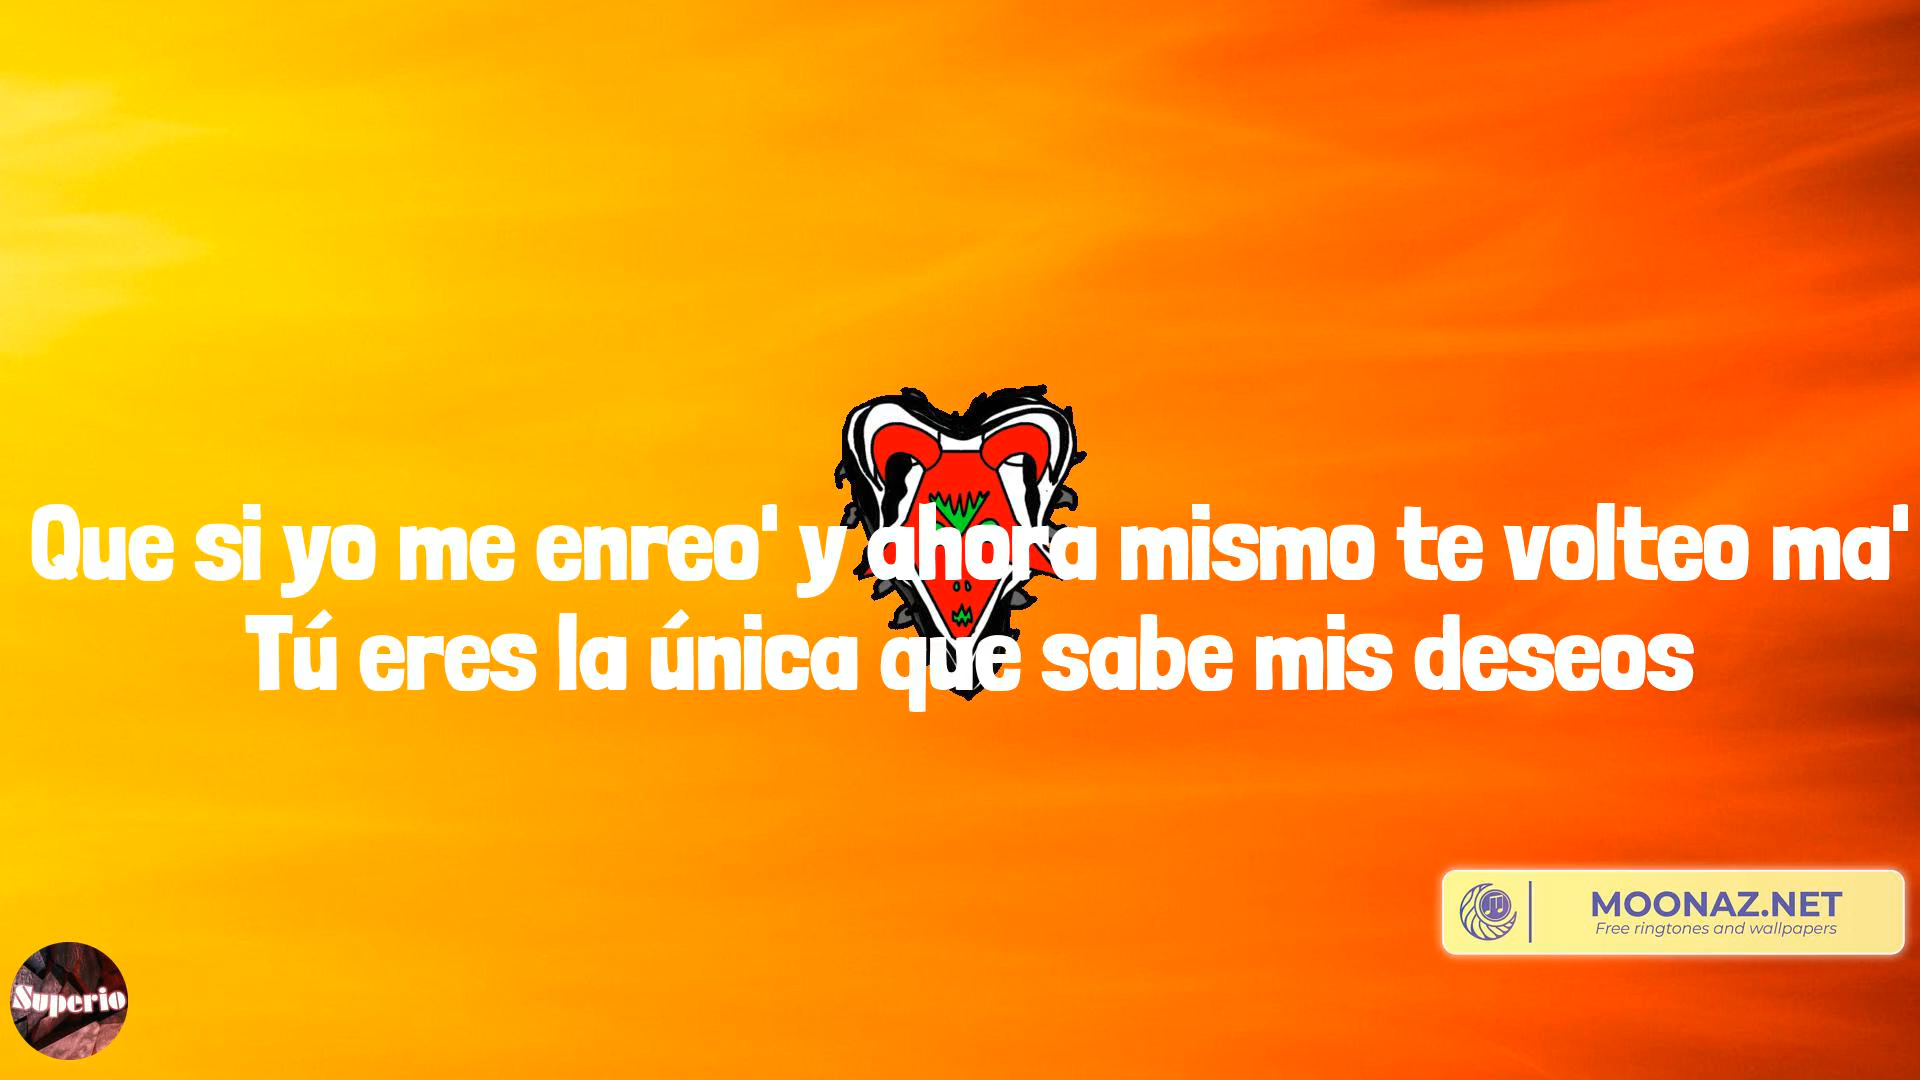 Que si yo me enreo' y ahora mismo te volteo ma'
Tú eres la única que sabe mis deseos
MOONAZ.NET
Free ringtones and wallpapers
Superio